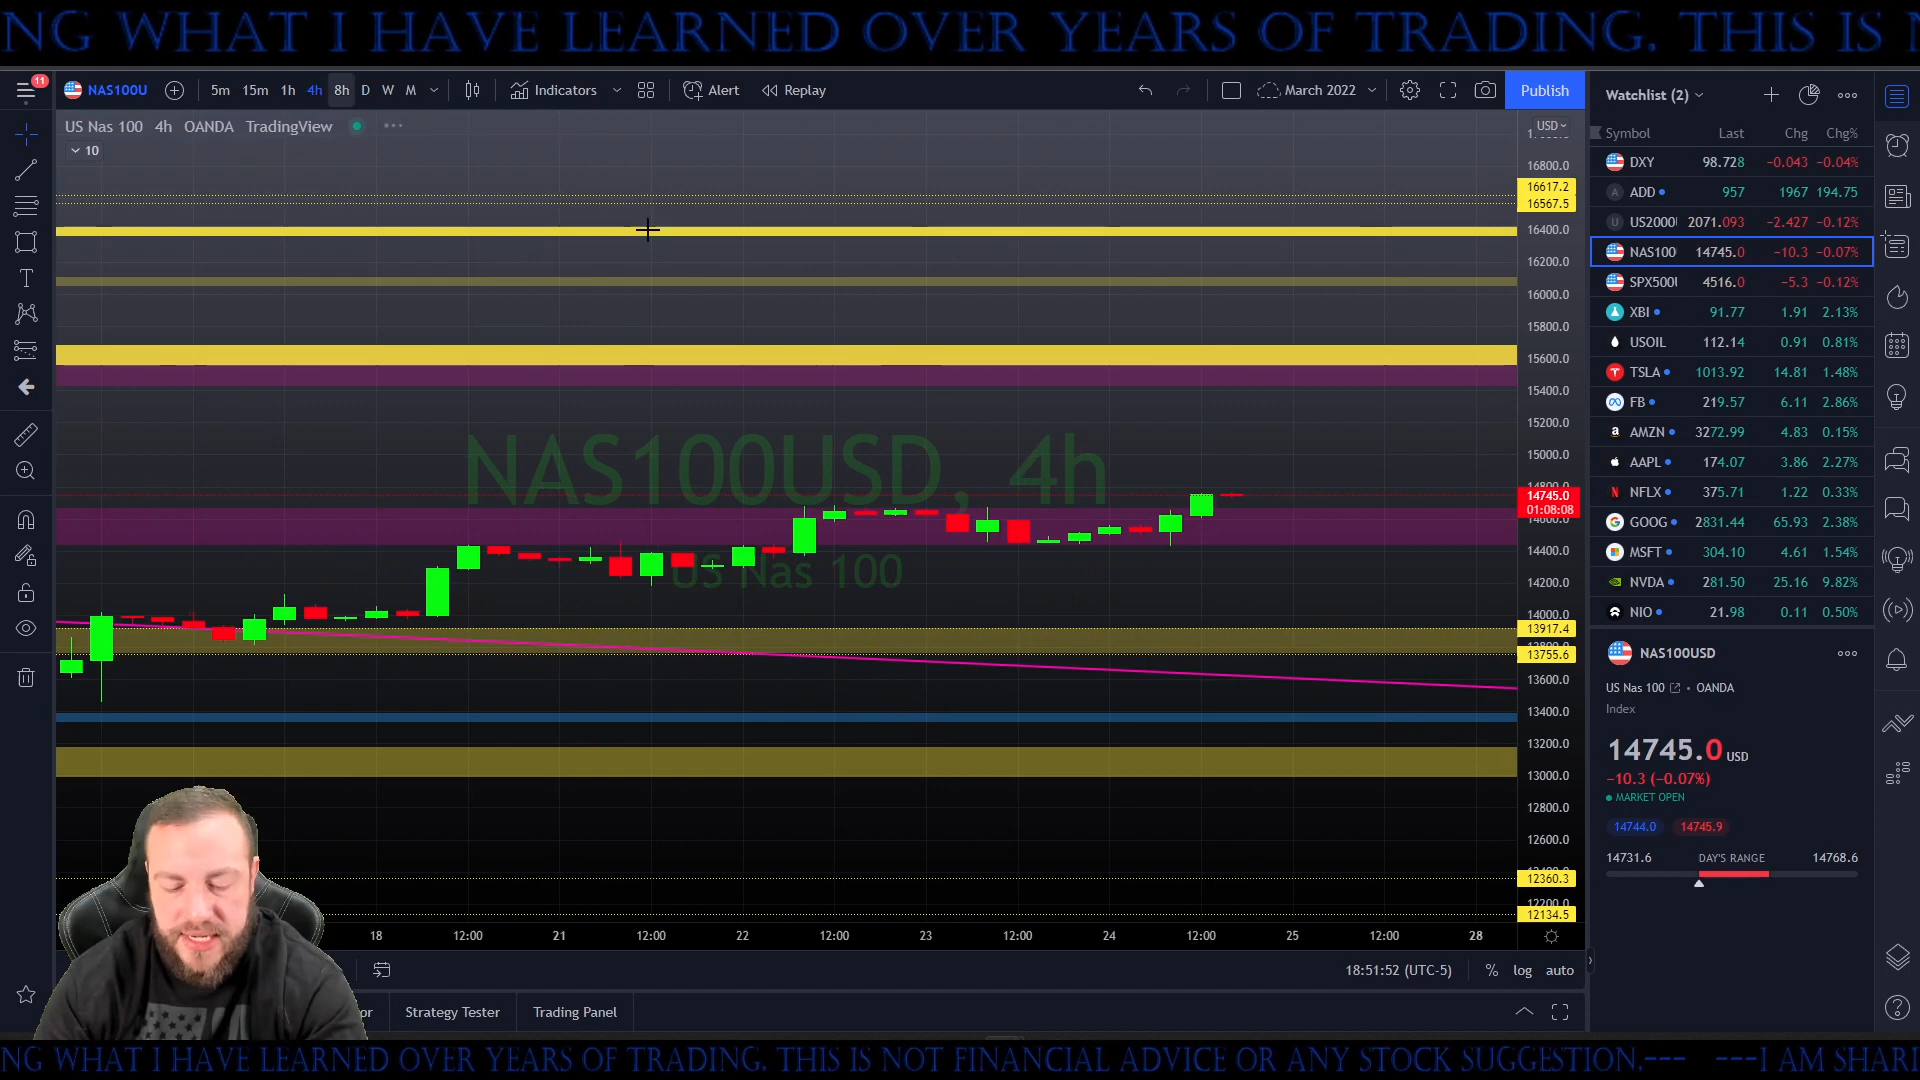 NG WHAT I HAVE LEARNED OVER YEARS OF TRADING. THIS IS N
11
NAS100U 5m 15m 1h 4h 8h D W M Indicators Alert Replay March 2022 Publish
US Nas 100 4h OANDA TradingView
10
USD
16800.0
16617.2
16567.5
16400.0
16200.0
16000.0
15800.0
15600.0
15400.0
15200.0
15000.0
14800.0
14745.0
01:08:08
14600.0
14400.0
14200.0
14000.0
13917.4
13755.6
13600.0
13400.0
13200.0
13000.0
12800.0
12600.0
12360.3
12200.0
12134.5
NAS100USD, 4h
US Nas 100
18 12:00 21 12:00 22 12:00 23 12:00 24 12:00 25 12:00 28
18:51:52 (UTC-5) % log auto
or Strategy Tester Trading Panel
Watchlist (2)
Symbol Last Chg Chg%
DXY 98.728 −0.043 −0.04%
A ADD 957 1967 194.75
U US2000 2071.093 −2.427 −0.12%
NAS100 14745.0 −10.3 −0.07%
SPX500 4516.0 −5.3 −0.12%
XBI 91.77 1.91 2.13%
USOIL 112.14 0.91 0.81%
TSLA 1013.92 14.81 1.48%
FB 219.57 6.11 2.86%
a AMZN 3272.99 4.83 0.15%
AAPL 174.07 3.86 2.27%
N NFLX 375.71 1.22 0.33%
G GOOG 2831.44 65.93 2.38%
MSFT 304.10 4.61 1.54%
NVDA 281.50 25.16 9.82%
NIO 21.98 0.11 0.50%
NAS100USD
US Nas 100 • OANDA
Index
14745.0 USD
−10.3 (−0.07%)
MARKET OPEN
14744.0 14745.9
14731.6 DAY'S RANGE 14768.6
NG WHAT I HAVE LEARNED OVER YEARS OF TRADING. THIS IS NOT FINANCIAL ADVICE OR ANY STOCK SUGGESTION.--- ---I AM SHARI